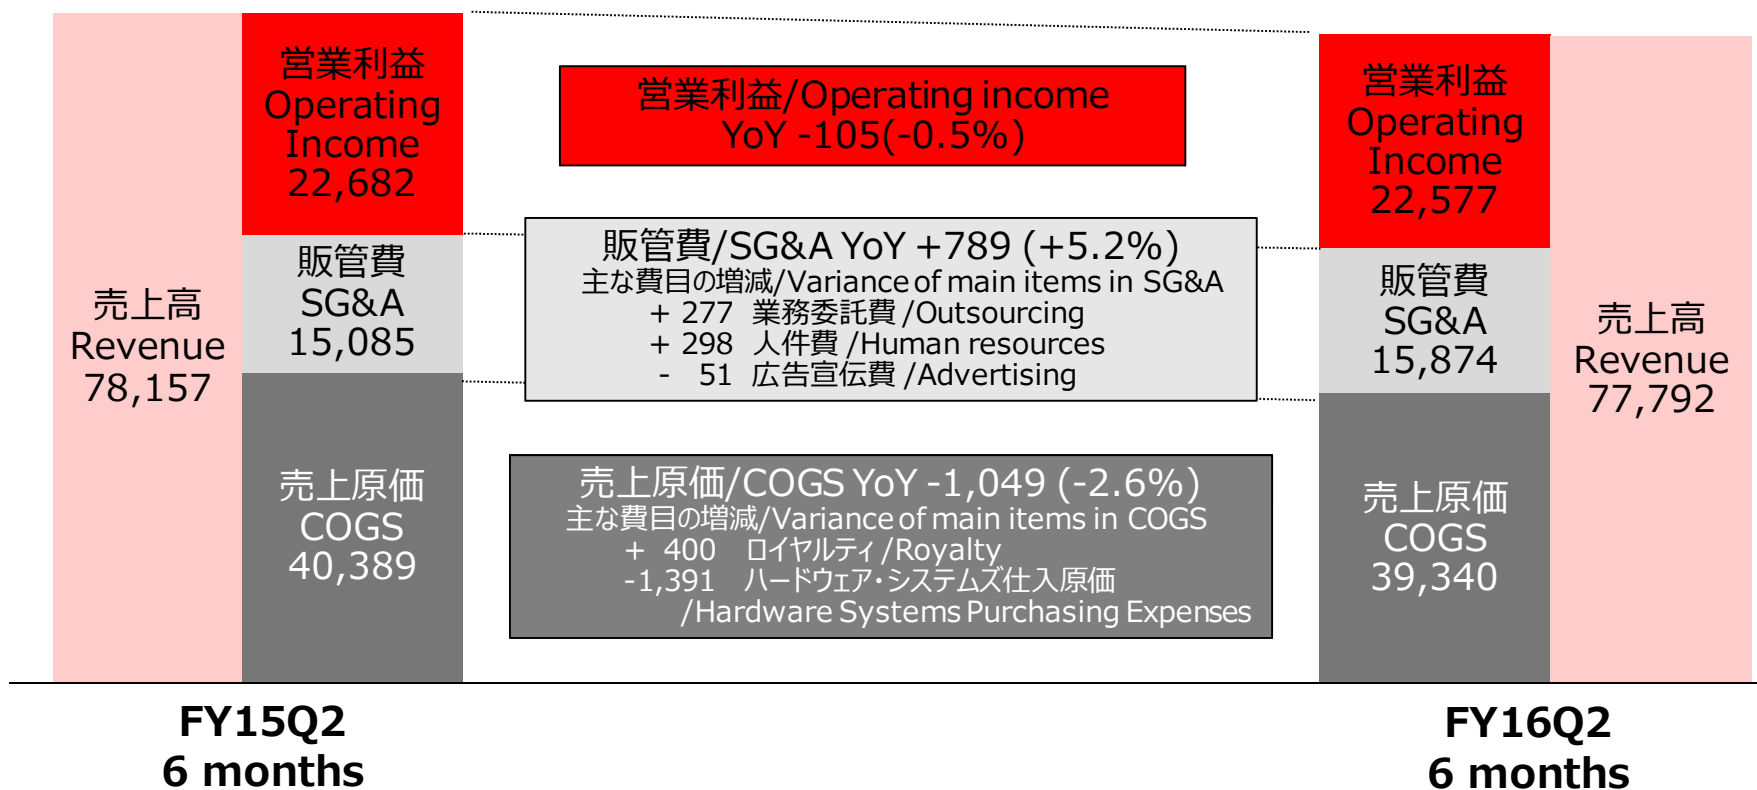 売上高
Revenue
78,157
営業利益
Operating
Income
22,682
販管費
SG&A
15,085
売上原価
COGS
40,389
営業利益/Operating income
YoY -105(-0.5%)
販管費/SG&A YoY +789 (+5.2%)
主な費目の増減/Variance of main items in SG&A
+ 277 業務委託費 /Outsourcing
+ 298 人件費 /Human resources
- 51 広告宣伝費 /Advertising
売上原価/COGS YoY -1,049 (-2.6%)
主な費目の増減/Variance of main items in COGS
+ 400 ロイヤルティ /Royalty
-1,391 ハードウェア・システムズ仕入原価
/Hardware Systems Purchasing Expenses
営業利益
Operating
Income
22,577
販管費
SG&A
15,874
売上原価
COGS
39,340
売上高
Revenue
77,792
FY15Q2
6 months
FY16Q2
6 months